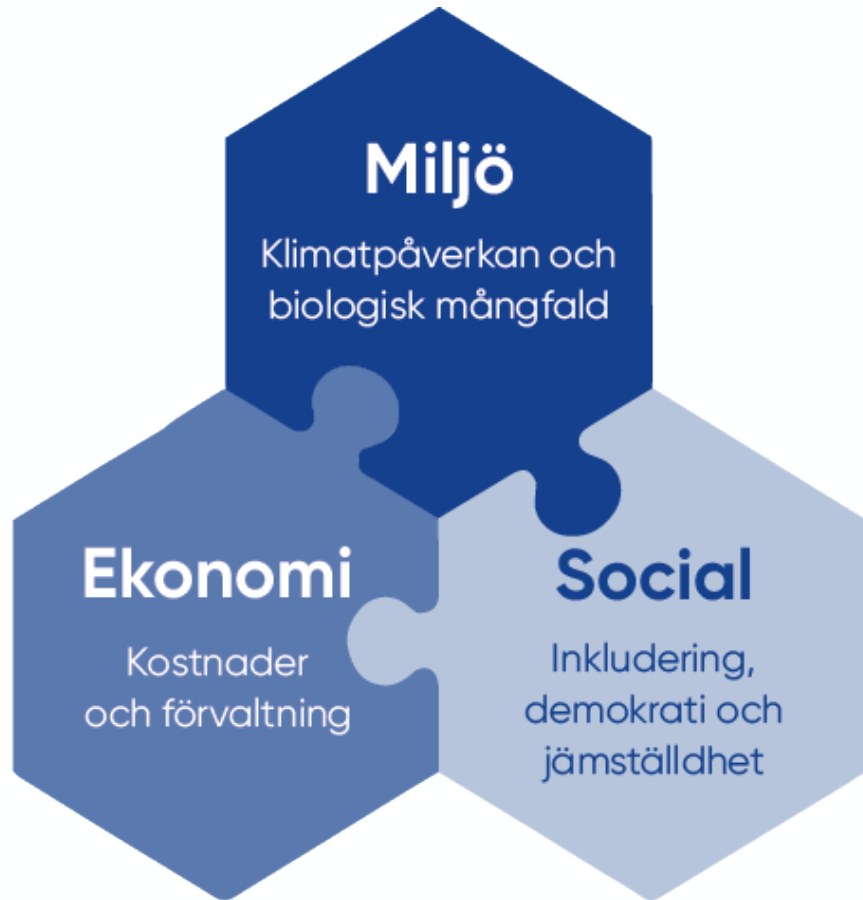 Miljö
Klimatpåverkan och
biologisk mångfald
Ekonomi
Kostnader
och förvaltning
Social
Inkludering,
demokrati och
jämställdhet